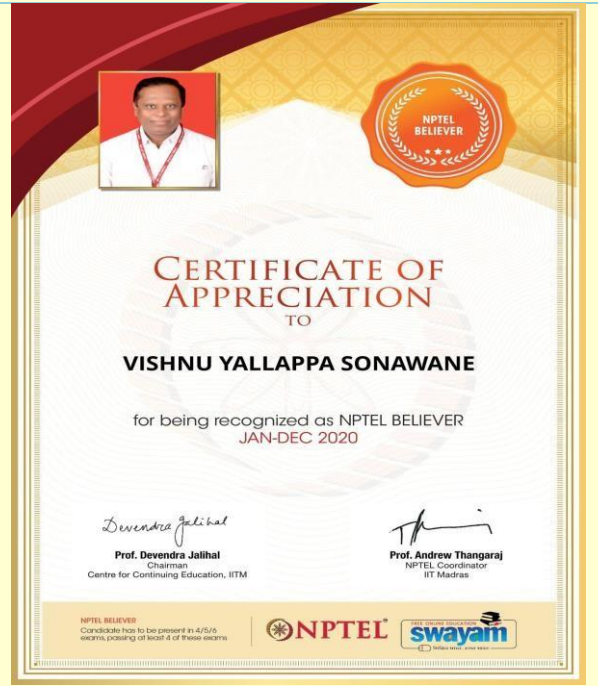 NPTEL
BELIEVER
CERTIFICATE OF
APPRECIATION
TO
VISHNU YALLAPPA SONAWANE
for being recognized as NPTEL BELIEVER
JAN-DEC 2020
Devendra Jalihal
Prof. Devendra Jalihal
Chairman
Centre for Continuing Education, IITM
Prof. Andrew Thangaraj
NPTEL Coordinator
IIT Madras
NPTEL BELIEVER
Candidate has to be present in 4/5/6
exams, passing at least 4 of these exams
NPTEL
FREE ONLINE EDUCATION
swayam